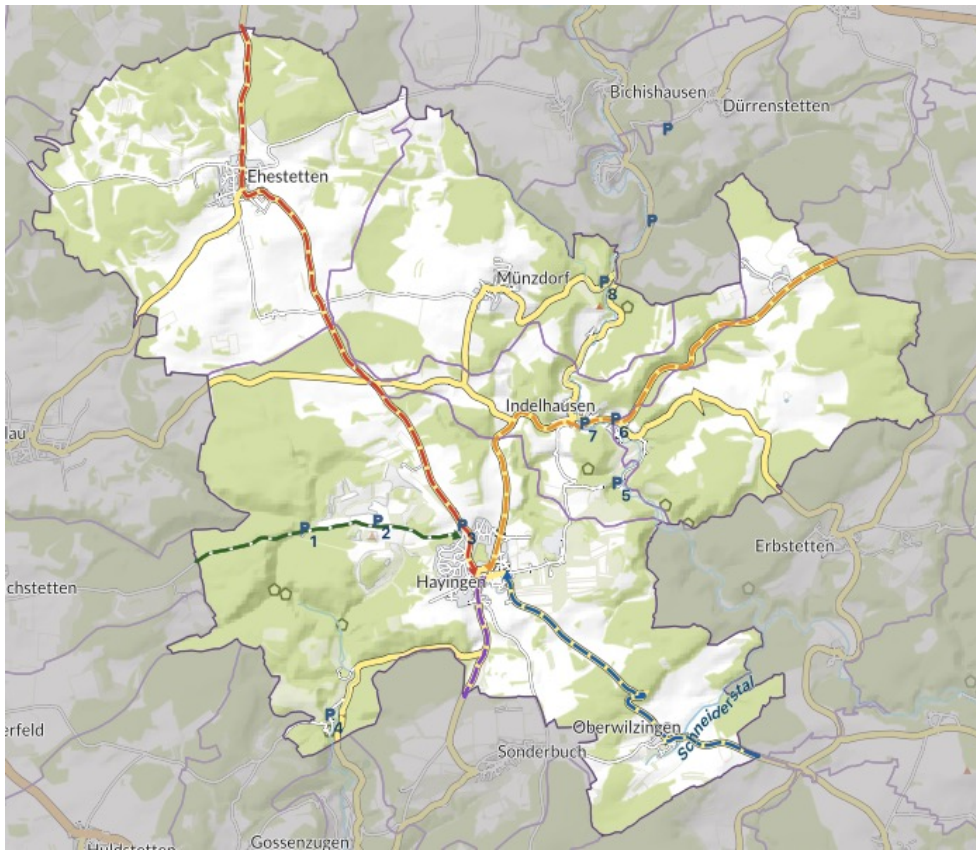 Bichishausen
P
Dürrenstetten
Ehestetten
P
Münzdorf
P
8
Indelhausen
P
7
P
6
lau
P
5
P
1
P
2
P
3
Erbstetten
Hayingen
chstetten
P
4
erfeld
Oberwilzingen
Schneiderstal
Sonderbuch
Gossenzugen
Huldstetten